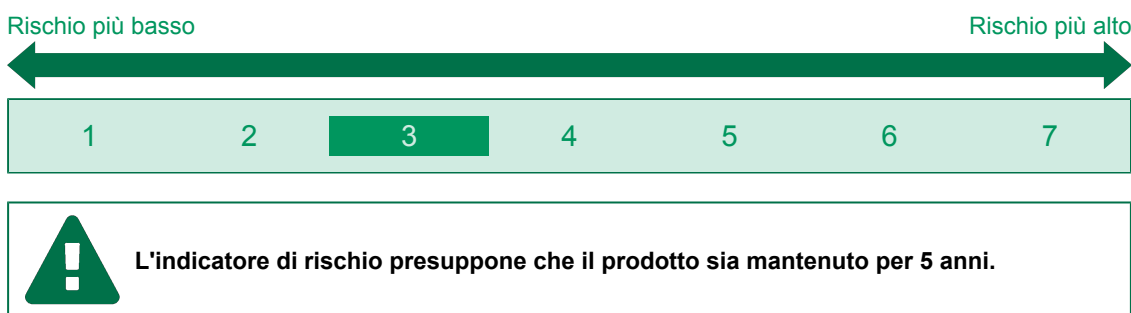 Rischio più basso Rischio più alto
1 2 3 4 5 6 7
L'indicatore di rischio presuppone che il prodotto sia mantenuto per 5 anni.